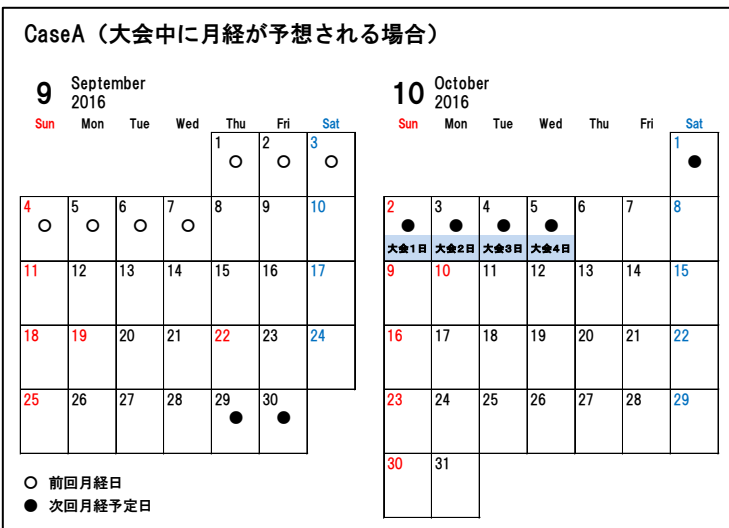 CaseA（大会中に月経が予想される場合）
9 September 2016
Sun Mon Tue Wed Thu Fri Sat
1 2 3
○ ○ ○
4 5 6 7 8 9 10
○ ○ ○ ○
11 12 13 14 15 16 17
18 19 20 21 22 23 24
25 26 27 28 29 30
● ●
○ 前回月経日
● 次回月経予定日
10 October 2016
Sun Mon Tue Wed Thu Fri Sat
1
●
2 3 4 5 6 7 8
● ● ● ●
大会1日 大会2日 大会3日 大会4日
9 10 11 12 13 14 15
16 17 18 19 20 21 22
23 24 25 26 27 28 29
30 31